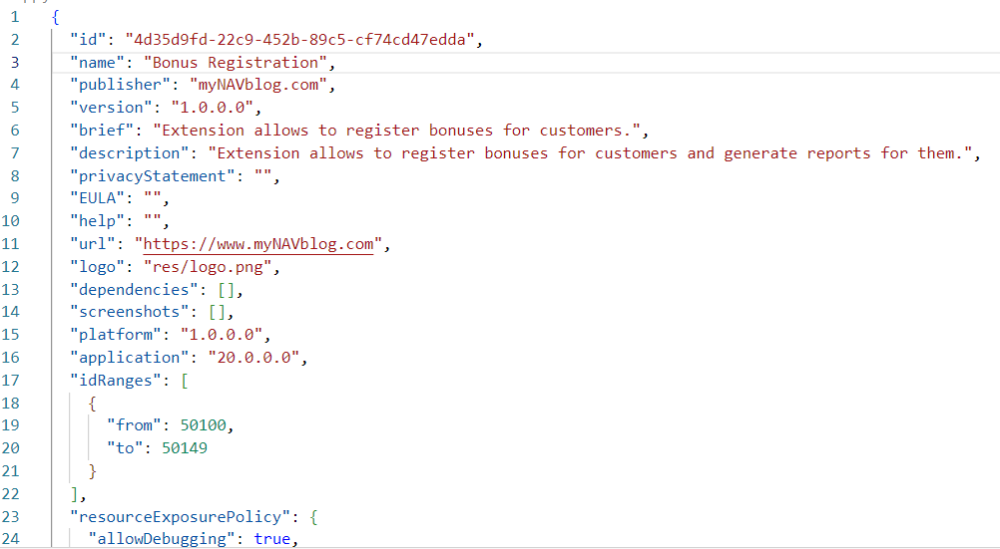 1 {
2 "id": "4d35d9fd-22c9-452b-89c5-cf74cd47edda",
3 "name": "Bonus Registration",
4 "publisher": "myNAVblog.com",
5 "version": "1.0.0.0",
6 "brief": "Extension allows to register bonuses for customers.",
7 "description": "Extension allows to register bonuses for customers and generate reports for them.",
8 "privacyStatement": "",
9 "EULA": "",
10 "help": "",
11 "url": "https://www.myNAVblog.com",
12 "logo": "res/logo.png",
13 "dependencies": [],
14 "screenshots": [],
15 "platform": "1.0.0.0",
16 "application": "20.0.0.0",
17 "idRanges": [
18 {
19 "from": 50100,
20 "to": 50149
21 }
22 ],
23 "resourceExposurePolicy": {
24 "allowDebugging": true,